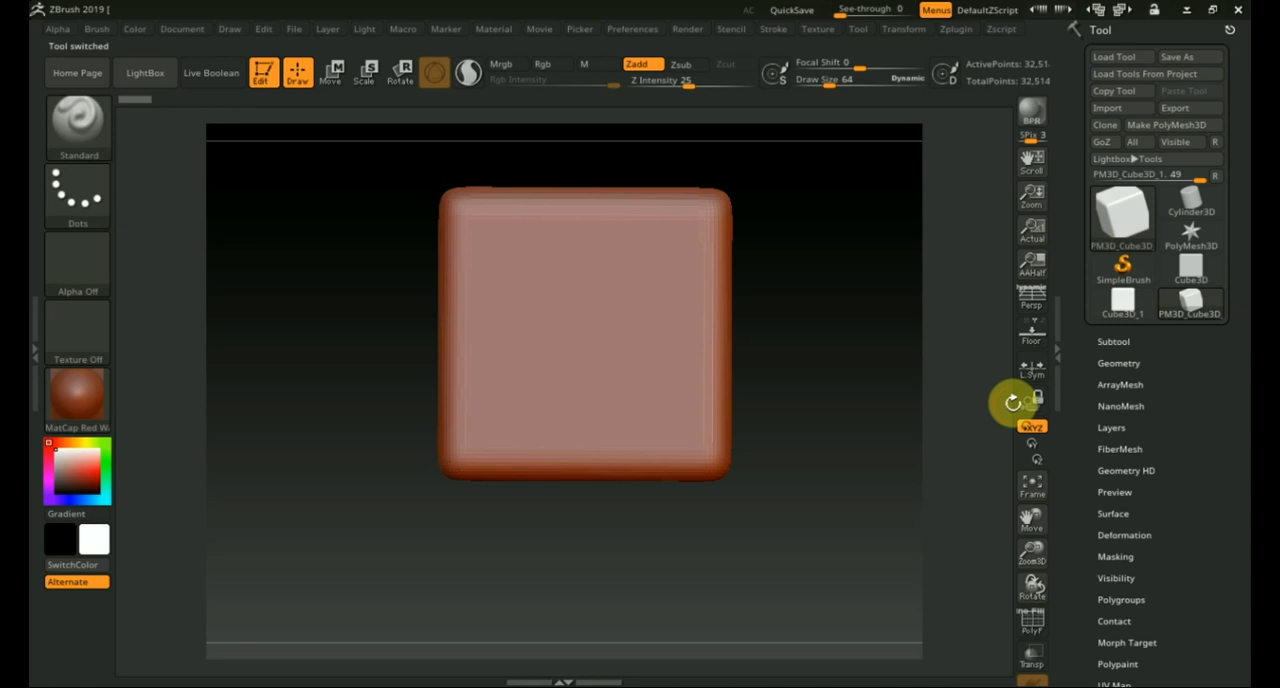 ZBrush 2019 [
AC QuickSave See-through 0 Menus DefaultZScript
Alpha Brush Color Document Draw Edit File Layer Light Macro Marker Material Movie Picker Preferences Render Stencil Stroke Texture Tool Transform Zplugin Zscript
Tool switched
Home Page LightBox Live Boolean Edit Draw Move Scale Rotate
Mrgb Rgb M Zadd Zsub Zcut
Rgb Intensity Z Intensity 25
Focal Shift 0
Draw Size 64 Dynamic
ActivePoints: 32,51
TotalPoints: 32,514
Standard
Dots
Alpha Off
Texture Off
MatCap Red W
Gradient
SwitchColor
Alternate
BPR
SPix 3
Scroll
Zoom
Actual
AAHalf
Dynamic
Persp
Floor
L.Sym
XYZ
Frame
Move
Zoom3D
Rotate
PolyF
Transp
Tool
Load Tool Save As
Load Tools From Project
Copy Tool Paste Tool
Import Export
Clone Make PolyMesh3D
GoZ All Visible R
Lightbox▶Tools
PM3D_Cube3D_1. 49 R
PM3D_Cube3D
Cylinder3D
PolyMesh3D
SimpleBrush Cube3D
Cube3D_1 PM3D_Cube3D_
Subtool
Geometry
ArrayMesh
NanoMesh
Layers
FiberMesh
Geometry HD
Preview
Surface
Deformation
Masking
Visibility
Polygroups
Contact
Morph Target
Polypaint
UV Map